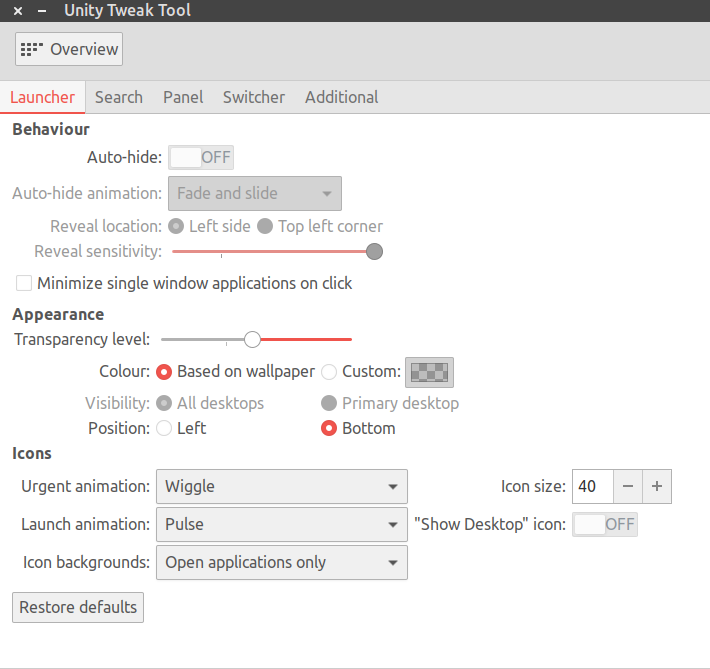 Unity Tweak Tool
Overview
Launcher Search Panel Switcher Additional
Behaviour
Auto-hide: OFF
Auto-hide animation: Fade and slide
Reveal location: Left side Top left corner
Reveal sensitivity:
Minimize single window applications on click
Appearance
Transparency level:
Colour: Based on wallpaper Custom:
Visibility: All desktops Primary desktop
Position: Left Bottom
Icons
Urgent animation: Wiggle Icon size: 40
Launch animation: Pulse "Show Desktop" icon: OFF
Icon backgrounds: Open applications only
Restore defaults